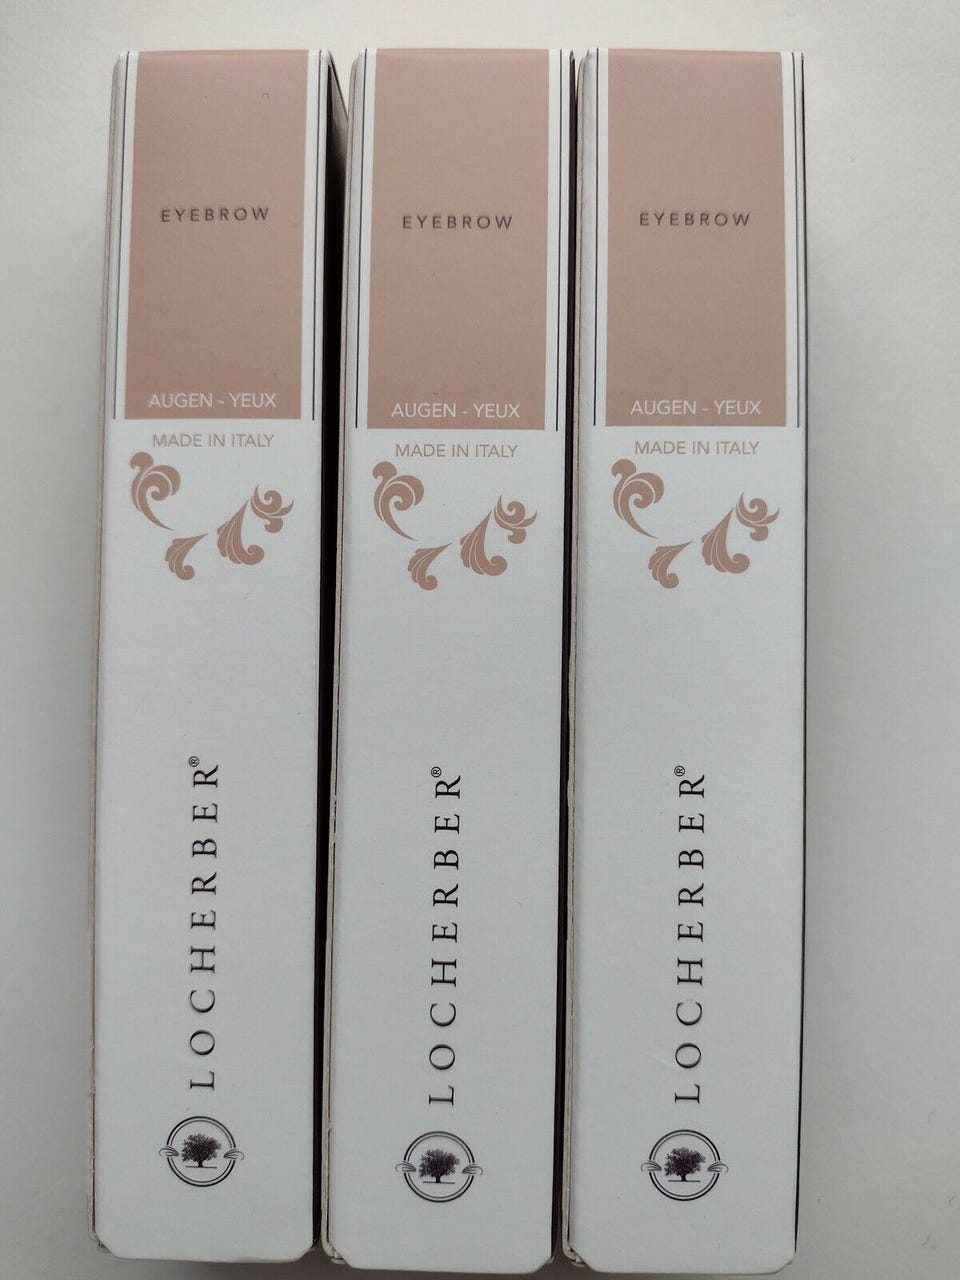 EYEBROW
AUGEN - YEUX
MADE IN ITALY
LOCHERBER®
EYEBROW
AUGEN - YEUX
MADE IN ITALY
LOCHERBER®
EYEBROW
AUGEN - YEUX
MADE IN ITALY
LOCHERBER®